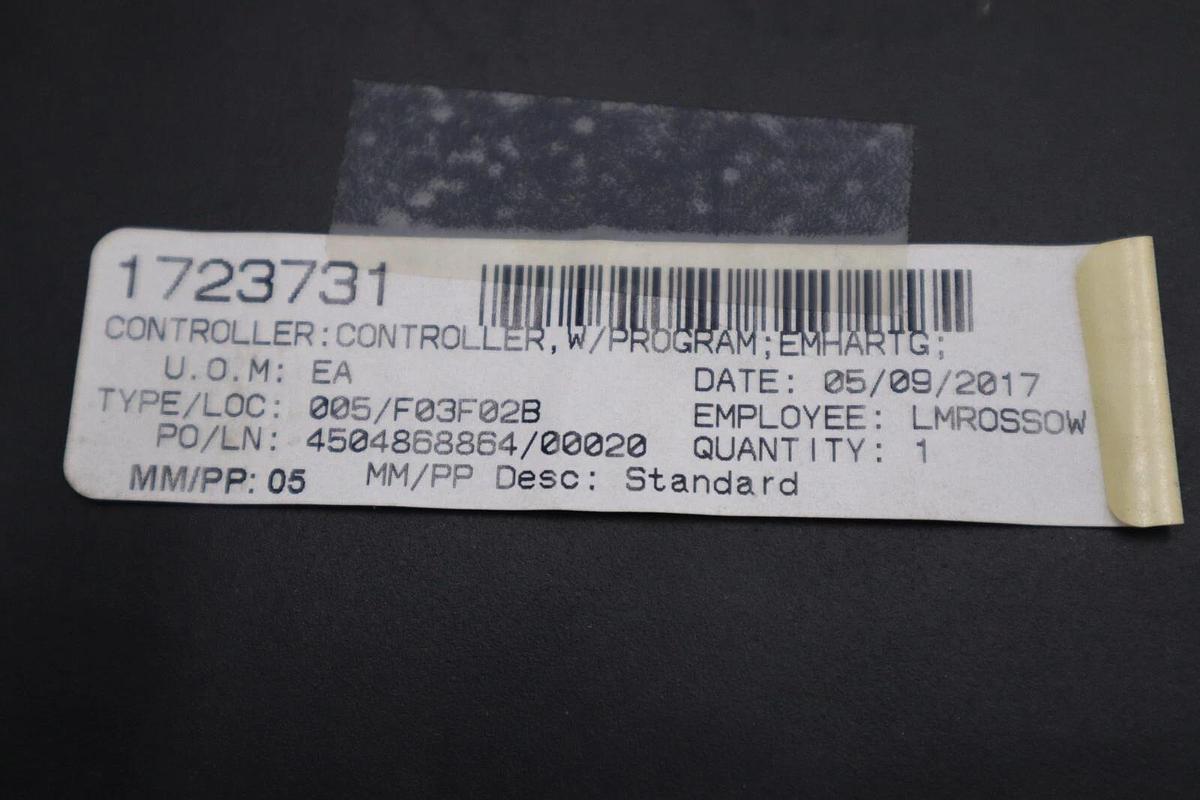 1723731
CONTROLLER:CONTROLLER,W/PROGRAM;EMHARTG;
U.O.M: EA
DATE: 05/09/2017
TYPE/LOC: 005/F03F02B
EMPLOYEE: LMROSSOW
PO/LN: 4504868864/00020
QUANTITY: 1
MM/PP: 05 MM/PP Desc: Standard